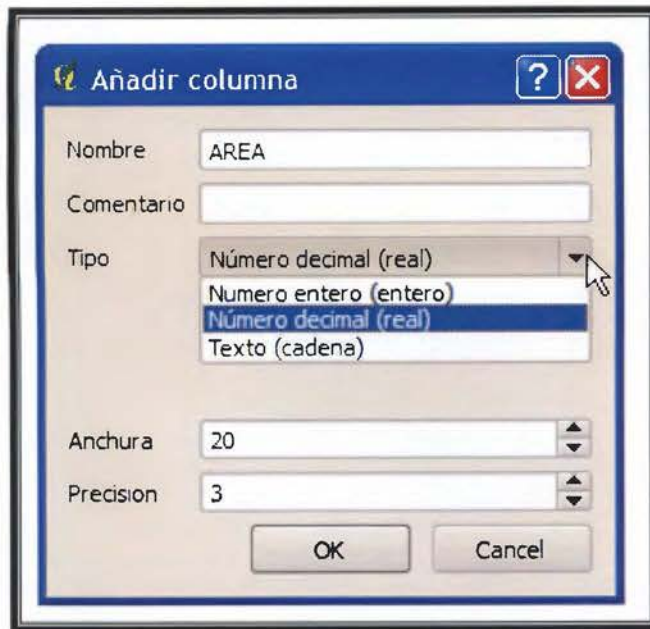 Añadir columna
Nombre AREA
Comentario
Tipo Número decimal (real)
Numero entero (entero)
Número decimal (real)
Texto (cadena)
Anchura 20
Precision 3
OK Cancel